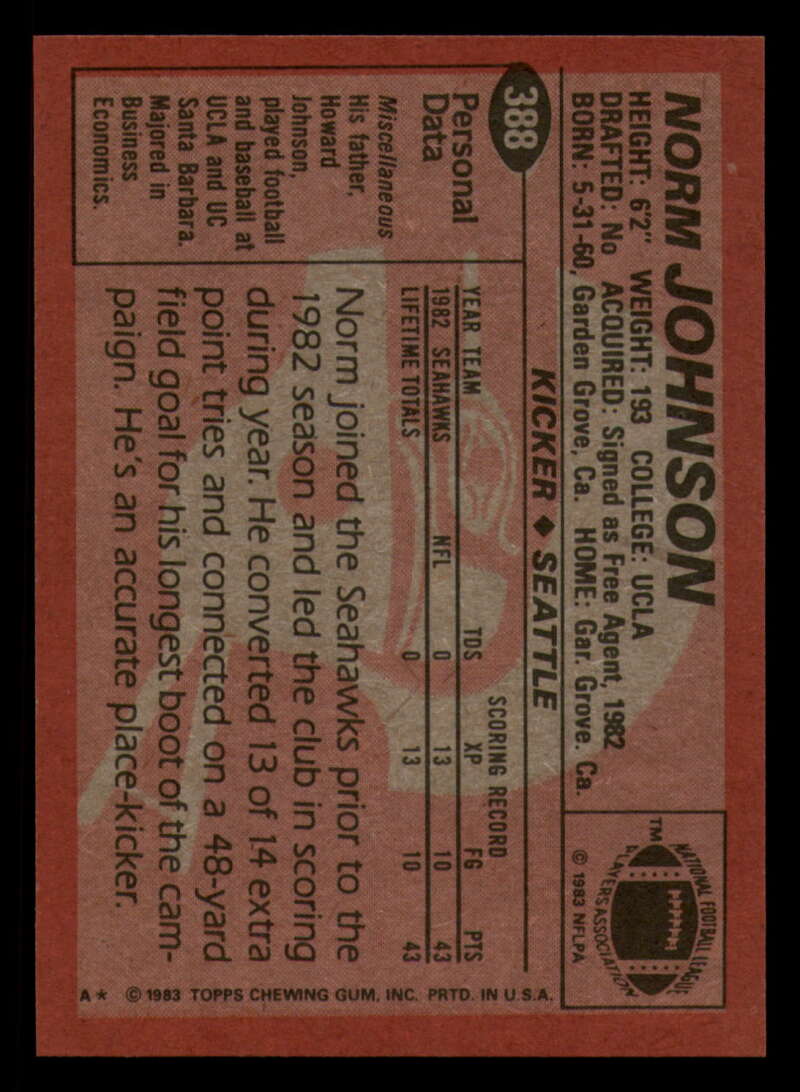 388
NORM JOHNSON
KICKER ♦ SEATTLE
HEIGHT: 6'2" WEIGHT: 193 COLLEGE: UCLA
DRAFTED: No ACQUIRED: Signed as Free Agent, 1982
BORN: 5-31-60, Garden Grove, Ca. HOME: Gar. Grove. Ca.
NATIONAL FOOTBALL LEAGUE
PLAYERS ASSOCIATION
TM
© 1983 NFLPA
Personal
Data
Miscellaneous
His father,
Howard
Johnson,
played football
and baseball at
UCLA and UC
Santa Barbara.
Majored in
Business
Economics.
SCORING RECORD
YEAR TEAM TDS XP FG PTS
1982 SEAHAWKS NFL 0 13 10 43
LIFETIME TOTALS 0 13 10 43
Norm joined the Seahawks prior to the
1982 season and led the club in scoring
during year. He converted 13 of 14 extra
point tries and connected on a 48-yard
field goal for his longest boot of the cam-
paign. He's an accurate place-kicker.
A* © 1983 TOPPS CHEWING GUM, INC. PRTD. IN U.S.A.